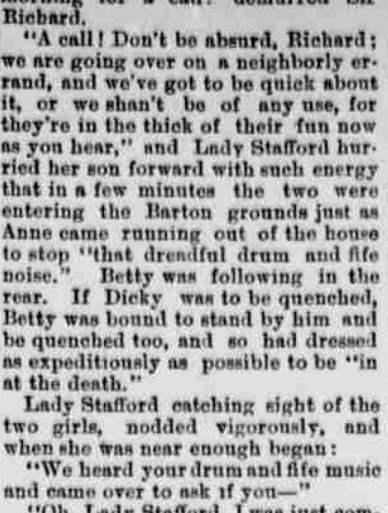 Richard.
"A call! Don't be absurd, Richard;
we are going over on a neighborly er-
rand, and we've got to be quick about
it, or we shan't be of any use, for
they're in the thick of their fun now
as you hear," and Lady Stafford hur-
ried her son forward with such energy
that in a few minutes the two were
entering the Barton grounds just as
Anne came running out of the house
to stop "that dreadful drum and fife
noise." Betty was following in the
rear. If Dicky was to be quenched,
Betty was bound to stand by him and
be quenched too, and so had dressed
as expeditiously as possible to be "in
at the death."
Lady Stafford catching sight of the
two girls, nodded vigorously, and
when she was near enough began:
"We heard your drum and fife music
and came over to ask if you—"
"Oh, Lady Stafford, I was just com-